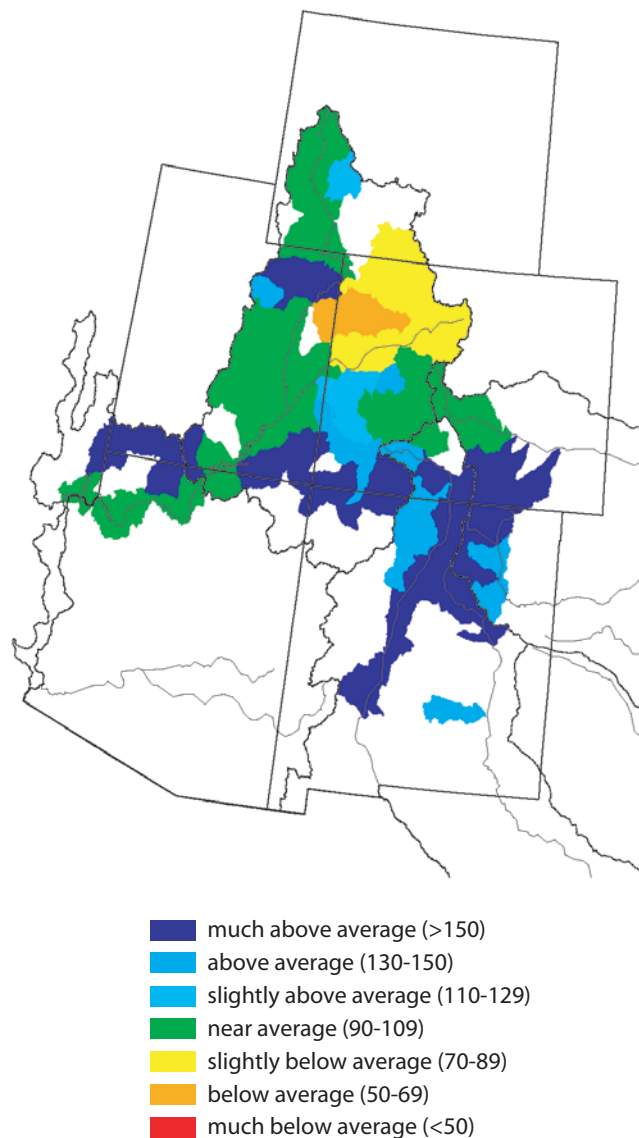 much above average (>150)
above average (130-150)
slightly above average (110-129)
near average (90-109)
slightly below average (70-89)
below average (50-69)
much below average (<50)